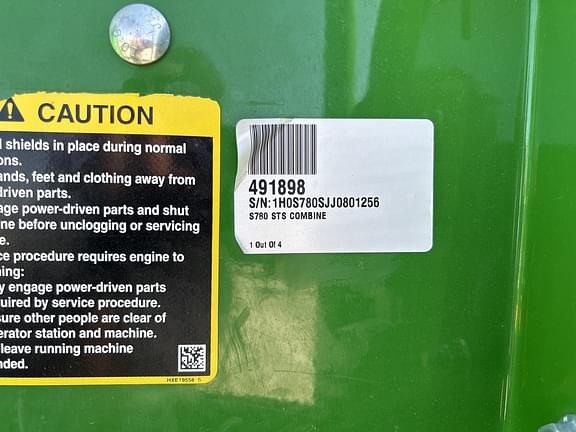 CAUTION
shields in place during normal
ons.
ands, feet and clothing away from
driven parts.
age power-driven parts and shut
ne before unclogging or servicing
e.
ce procedure requires engine to
ning:
y engage power-driven parts
uired by service procedure.
sure other people are clear of
erator station and machine.
leave running machine
nded.
HXE19558 S
491898
S/N:1H0S780SJJ0801256
S780 STS COMBINE
1 Out Of 4